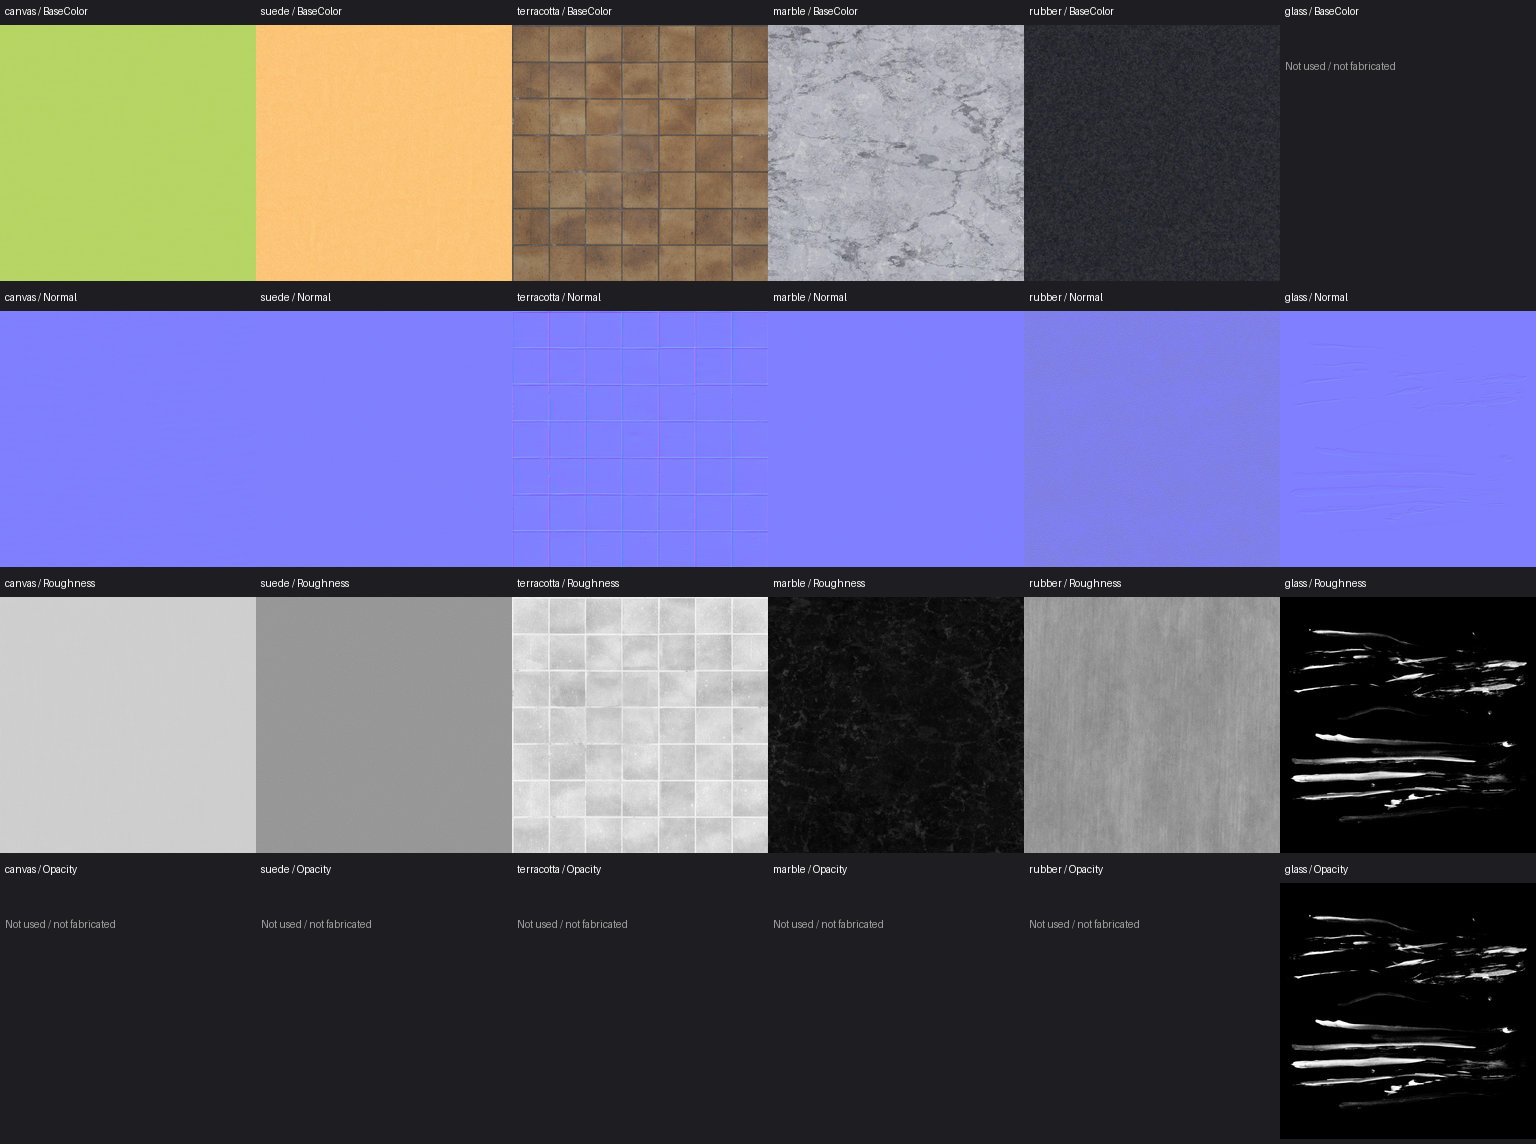 canvas / BaseColor
suede / BaseColor
terracotta / BaseColor
marble / BaseColor
rubber / BaseColor
glass / BaseColor
Not used / not fabricated
canvas / Normal
suede / Normal
terracotta / Normal
marble / Normal
rubber / Normal
glass / Normal
canvas / Roughness
suede / Roughness
terracotta / Roughness
marble / Roughness
rubber / Roughness
glass / Roughness
canvas / Opacity
suede / Opacity
terracotta / Opacity
marble / Opacity
rubber / Opacity
glass / Opacity
Not used / not fabricated
Not used / not fabricated
Not used / not fabricated
Not used / not fabricated
Not used / not fabricated